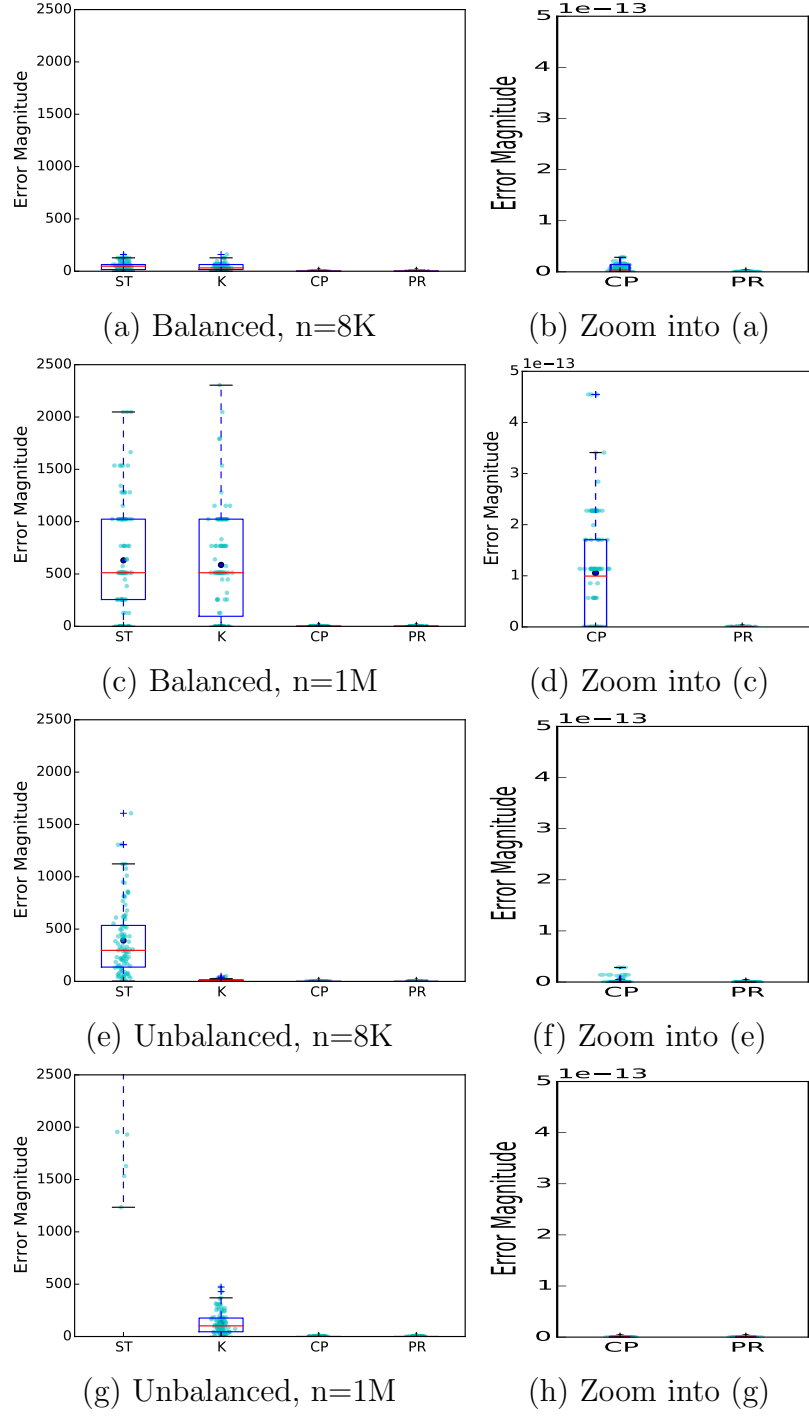 2500
2000
1500
1000
500
0
Error Magnitude
ST K CP PR
(a) Balanced, n=8K
1e−13
5
4
3
2
1
0
Error Magnitude
CP PR
(b) Zoom into (a)
2500
2000
1500
1000
500
0
Error Magnitude
ST K CP PR
(c) Balanced, n=1M
1e−13
5
4
3
2
1
0
Error Magnitude
CP PR
(d) Zoom into (c)
2500
2000
1500
1000
500
0
Error Magnitude
ST K CP PR
(e) Unbalanced, n=8K
1e−13
5
4
3
2
1
0
Error Magnitude
CP PR
(f) Zoom into (e)
2500
2000
1500
1000
500
0
Error Magnitude
ST K CP PR
(g) Unbalanced, n=1M
1e−13
5
4
3
2
1
0
Error Magnitude
CP PR
(h) Zoom into (g)